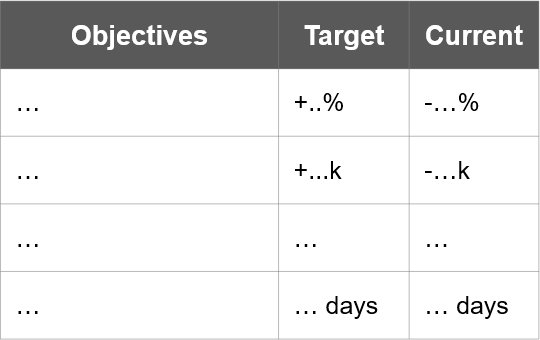 Objectives Target Current
… +..% -…%
… +...k -…k
… … …
… … days … days